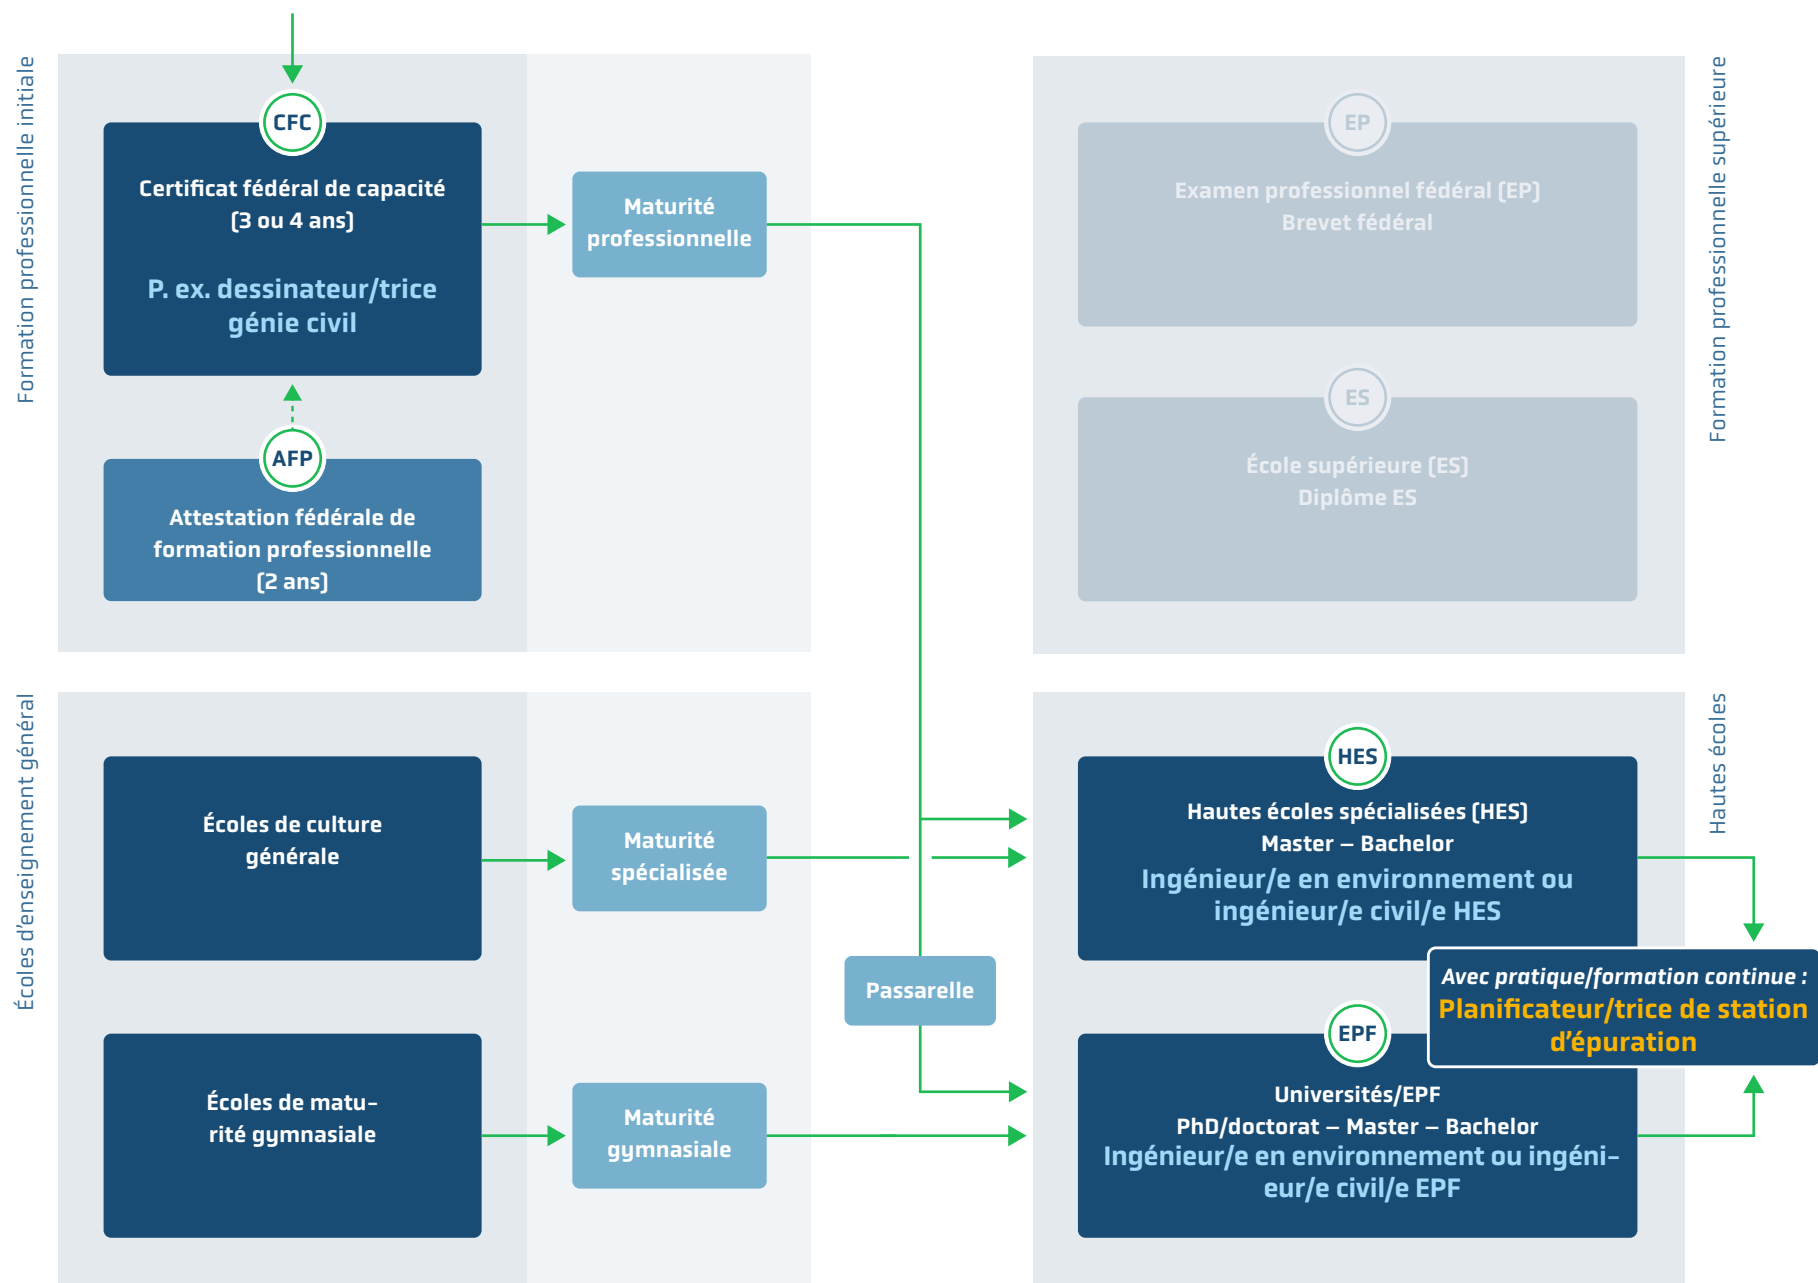 Formation professionnelle initiale
CFC
Certificat fédéral de capacité
(3 ou 4 ans)
P. ex. dessinateur/trice
génie civil
AFP
Attestation fédérale de
formation professionnelle
(2 ans)
Maturité
professionnelle
EP
Examen professionnel fédéral (EP)
Brevet fédéral
ES
École supérieure (ES)
Diplôme ES
Formation professionnelle supérieure
Écoles d'enseignement général
Écoles de culture
générale
Maturité
spécialisée
Écoles de matu–
rité gymnasiale
Maturité
gymnasiale
Passarelle
HES
Hautes écoles spécialisées (HES)
Master – Bachelor
Ingénieur/e en environnement ou
ingénieur/e civil/e HES
Avec pratique/formation continue :
Planificateur/trice de station
d'épuration
EPF
Universités/EPF
PhD/doctorat – Master – Bachelor
Ingénieur/e en environnement ou ingéni–
eur/e civil/e EPF
Hautes écoles